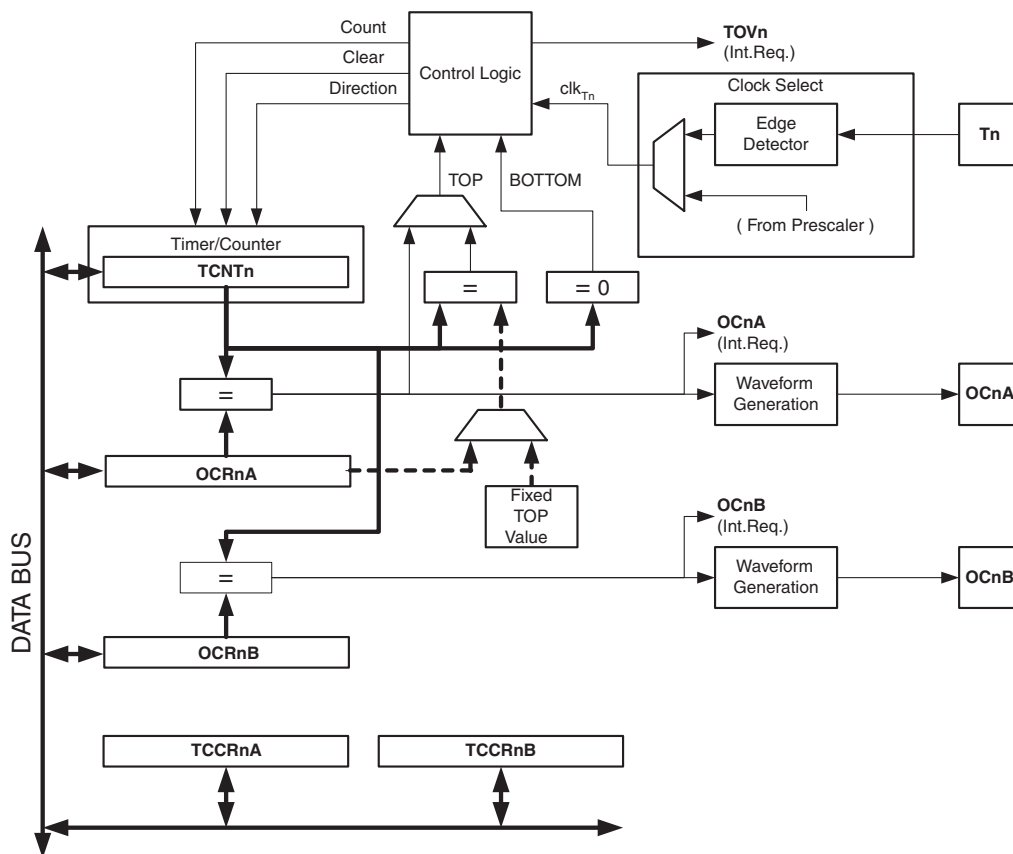 Count
Clear
Direction
Control Logic
TOVn
(Int.Req.)
clkTn
Clock Select
Edge
Detector
Tn
( From Prescaler )
TOP
BOTTOM
Timer/Counter
TCNTn
=
= 0
OCnA
(Int.Req.)
=
Waveform
Generation
OCnA
OCRnA
Fixed
TOP
Value
OCnB
(Int.Req.)
=
Waveform
Generation
OCnB
OCRnB
DATA BUS
TCCRnA
TCCRnB